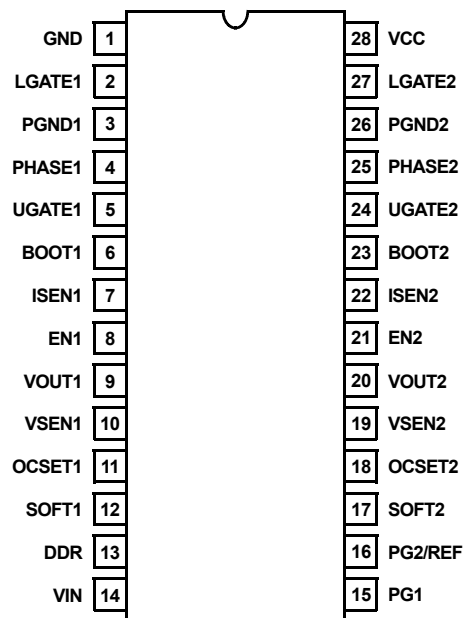 GND 1 28 VCC
LGATE1 2 27 LGATE2
PGND1 3 26 PGND2
PHASE1 4 25 PHASE2
UGATE1 5 24 UGATE2
BOOT1 6 23 BOOT2
ISEN1 7 22 ISEN2
EN1 8 21 EN2
VOUT1 9 20 VOUT2
VSEN1 10 19 VSEN2
OCSET1 11 18 OCSET2
SOFT1 12 17 SOFT2
DDR 13 16 PG2/REF
VIN 14 15 PG1